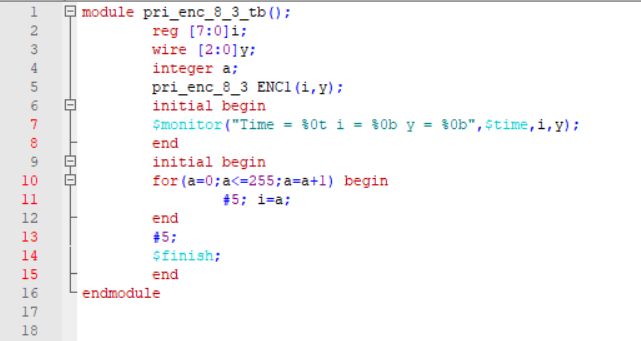 1 module pri_enc_8_3_tb();
2 reg [7:0]i;
3 wire [2:0]y;
4 integer a;
5 pri_enc_8_3 ENC1(i,y);
6 initial begin
7 $monitor("Time = %0t i = %0b y = %0b",$time,i,y);
8 end
9 initial begin
10 for(a=0;a<=255;a=a+1) begin
11 #5; i=a;
12 end
13 #5;
14 $finish;
15 end
16 endmodule
17
18